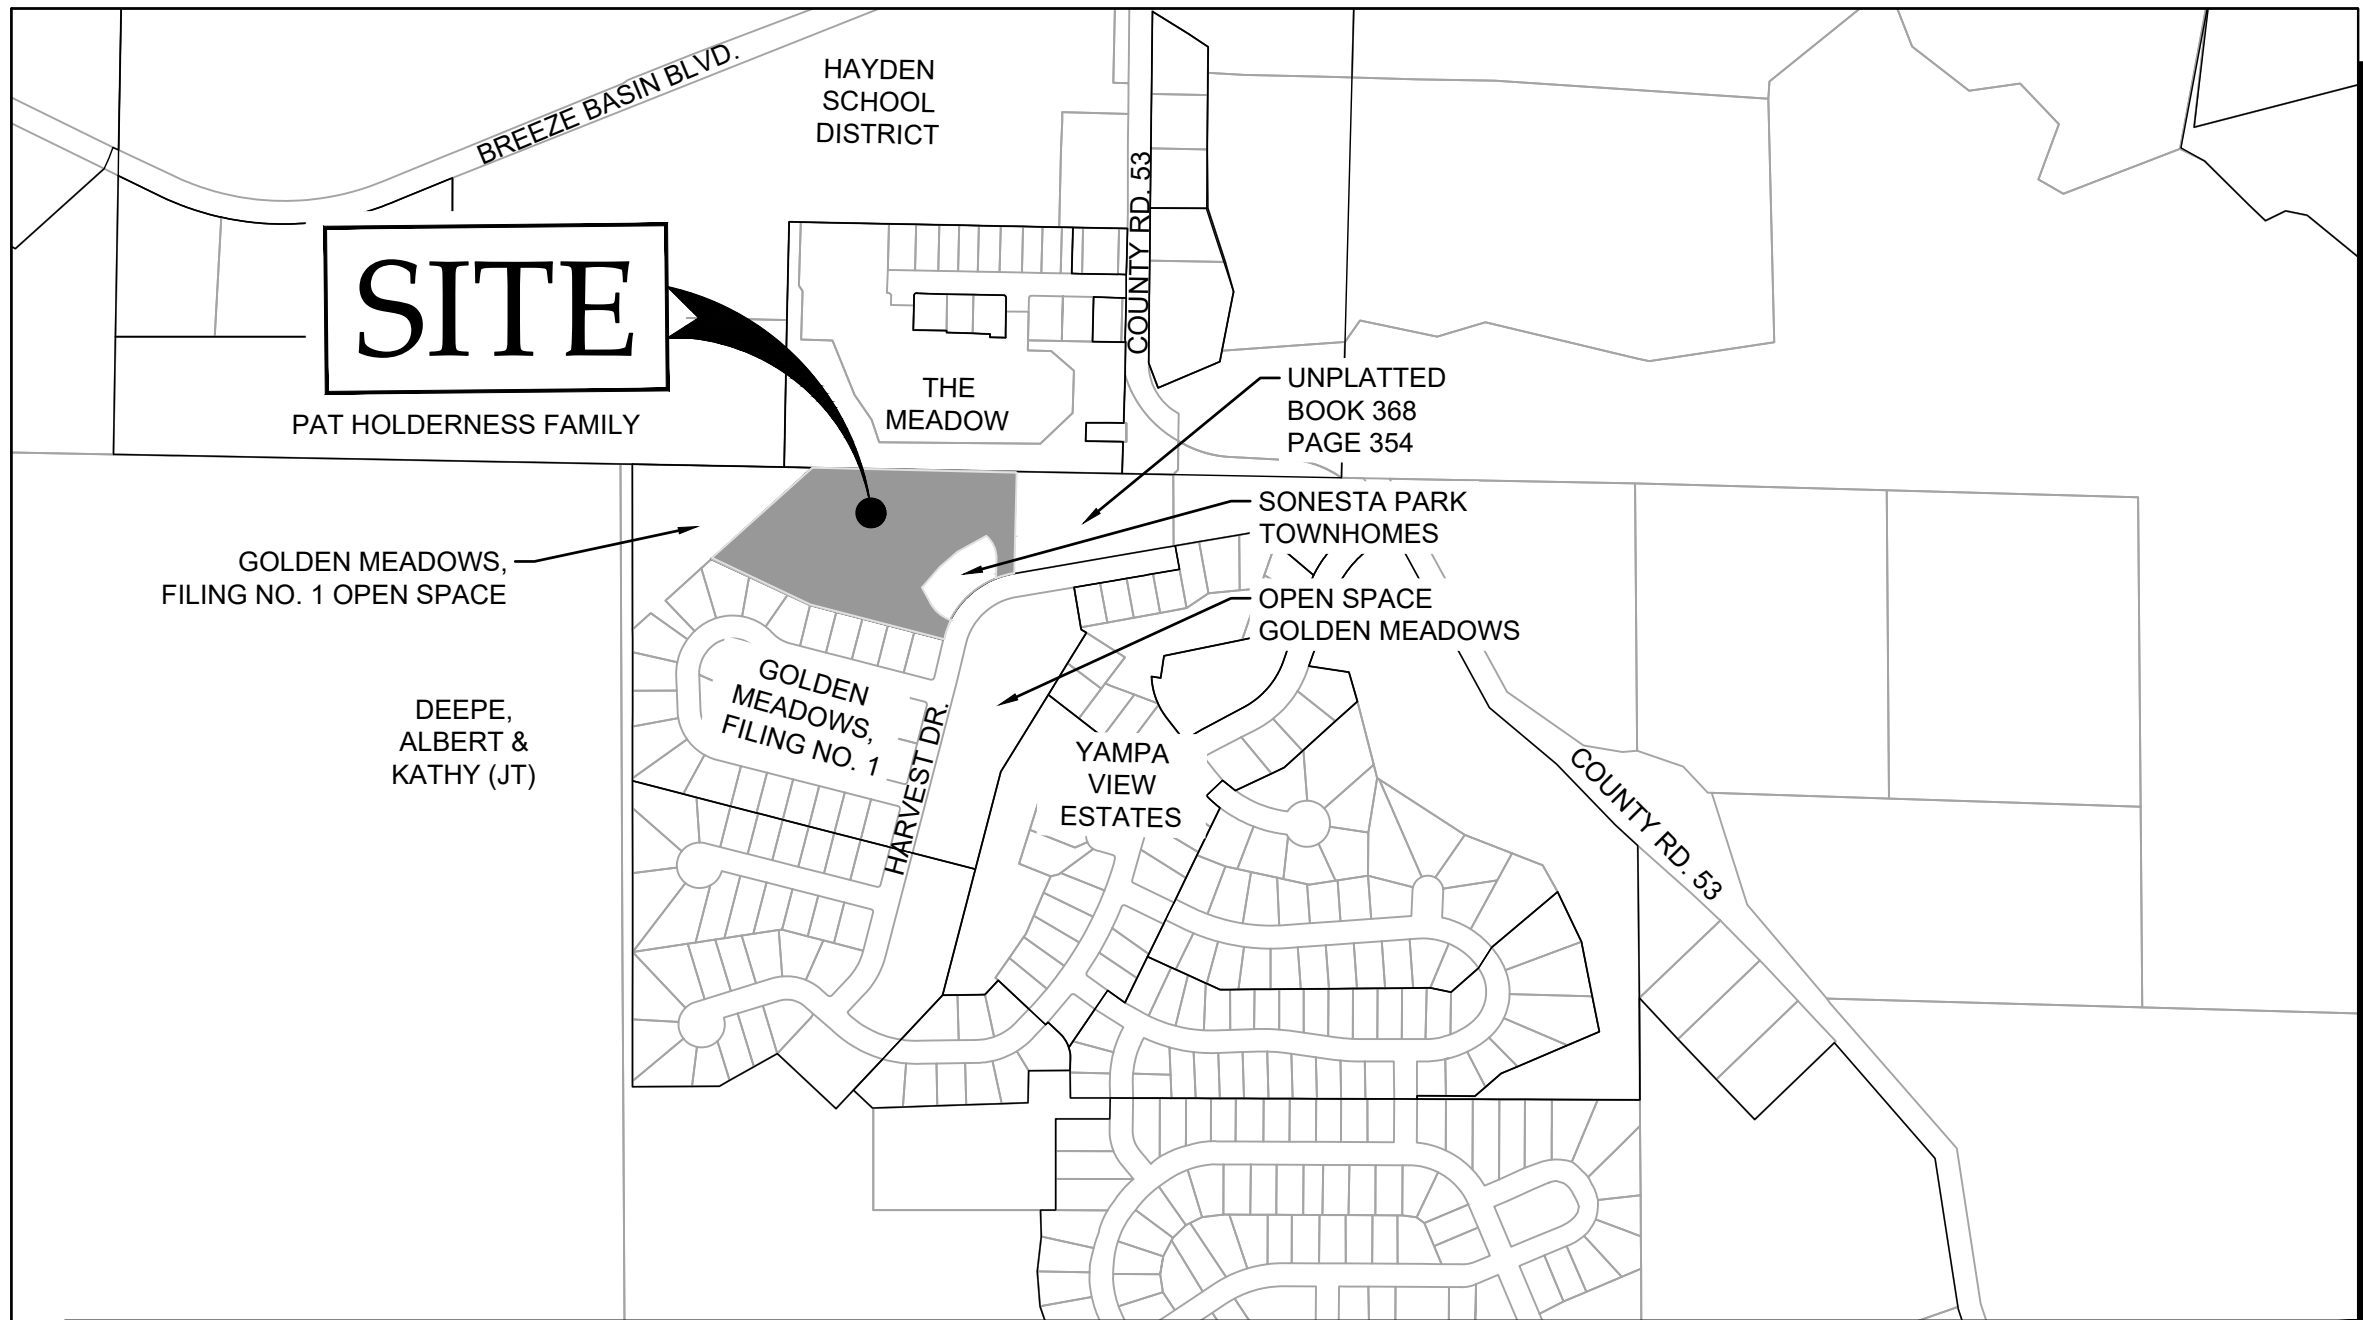 BREEZE BASIN BLVD.
HAYDEN
SCHOOL
DISTRICT
COUNTY RD. 53
SITE
PAT HOLDERNESS FAMILY
THE
MEADOW
UNPLATTED
BOOK 368
PAGE 354
SONESTA PARK
TOWNHOMES
GOLDEN MEADOWS,
FILING NO. 1 OPEN SPACE
OPEN SPACE
GOLDEN MEADOWS
GOLDEN
MEADOWS,
FILING NO. 1
HARVEST DR.
DEEPE,
ALBERT &
KATHY (JT)
YAMPA
VIEW
ESTATES
COUNTY RD. 53